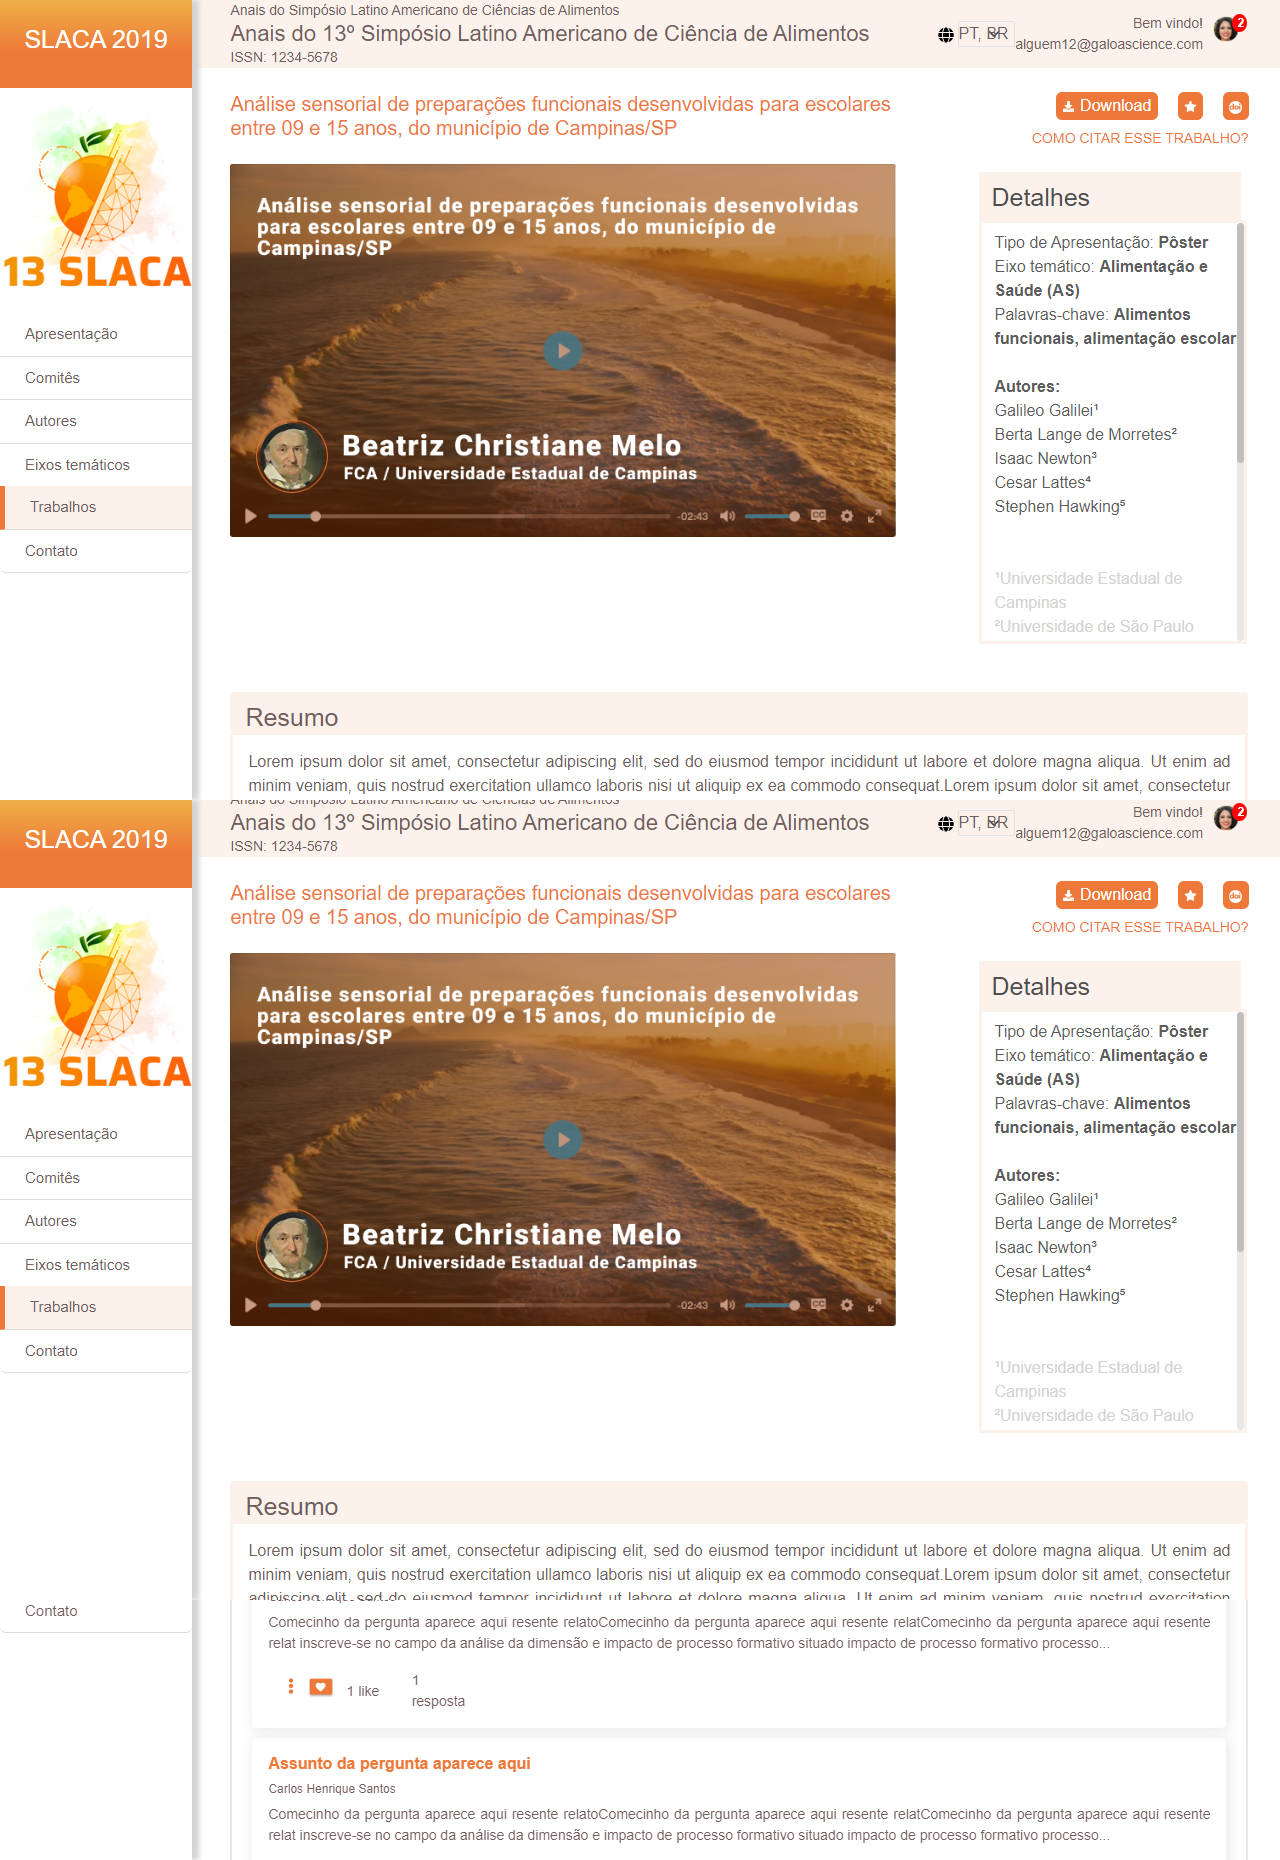 SLACA 2019
Anais do Simpósio Latino Americano de Ciências de Alimentos
Anais do 13º Simpósio Latino Americano de Ciência de Alimentos
ISSN: 1234-5678
PT, BR
Bem vindo!
alguem12@galoascience.com
2
13 SLACA
Apresentação
Comitês
Autores
Eixos temáticos
Trabalhos
Contato
Análise sensorial de preparações funcionais desenvolvidas para escolares
entre 09 e 15 anos, do município de Campinas/SP
Download
doi
COMO CITAR ESSE TRABALHO?
Análise sensorial de preparações funcionais desenvolvidas
para escolares entre 09 e 15 anos, do município de
Campinas/SP
Beatriz Christiane Melo
FCA / Universidade Estadual de Campinas
-02:43
CC
Detalhes
Tipo de Apresentação: Pôster
Eixo temático: Alimentação e
Saúde (AS)
Palavras-chave: Alimentos
funcionais, alimentação escolar
Autores:
Galileo Galilei¹
Berta Lange de Morretes²
Isaac Newton³
Cesar Lattes⁴
Stephen Hawking⁵
¹Universidade Estadual de
Campinas
²Universidade de São Paulo
Resumo
Lorem ipsum dolor sit amet, consectetur adipiscing elit, sed do eiusmod tempor incididunt ut labore et dolore magna aliqua. Ut enim ad
minim veniam, quis nostrud exercitation ullamco laboris nisi ut aliquip ex ea commodo consequat.Lorem ipsum dolor sit amet, consectetur
SLACA 2019
Anais do Simpósio Latino Americano de Ciências de Alimentos
Anais do 13º Simpósio Latino Americano de Ciência de Alimentos
ISSN: 1234-5678
PT, BR
Bem vindo!
alguem12@galoascience.com
2
13 SLACA
Apresentação
Comitês
Autores
Eixos temáticos
Trabalhos
Contato
Análise sensorial de preparações funcionais desenvolvidas para escolares
entre 09 e 15 anos, do município de Campinas/SP
Download
doi
COMO CITAR ESSE TRABALHO?
Análise sensorial de preparações funcionais desenvolvidas
para escolares entre 09 e 15 anos, do município de
Campinas/SP
Beatriz Christiane Melo
FCA / Universidade Estadual de Campinas
-02:43
CC
Detalhes
Tipo de Apresentação: Pôster
Eixo temático: Alimentação e
Saúde (AS)
Palavras-chave: Alimentos
funcionais, alimentação escolar
Autores:
Galileo Galilei¹
Berta Lange de Morretes²
Isaac Newton³
Cesar Lattes⁴
Stephen Hawking⁵
¹Universidade Estadual de
Campinas
²Universidade de São Paulo
Resumo
Lorem ipsum dolor sit amet, consectetur adipiscing elit, sed do eiusmod tempor incididunt ut labore et dolore magna aliqua. Ut enim ad
minim veniam, quis nostrud exercitation ullamco laboris nisi ut aliquip ex ea commodo consequat.Lorem ipsum dolor sit amet, consectetur
adipiscing elit, sed do eiusmod tempor incididunt ut labore et dolore magna aliqua. Ut enim ad minim veniam, quis nostrud exercitation
Contato
Comecinho da pergunta aparece aqui resente relatoComecinho da pergunta aparece aqui resente relatComecinho da pergunta aparece aqui resente
relat inscreve-se no campo da análise da dimensão e impacto de processo formativo situado impacto de processo formativo processo...
1 like
1
resposta
Assunto da pergunta aparece aqui
Carlos Henrique Santos
Comecinho da pergunta aparece aqui resente relatoComecinho da pergunta aparece aqui resente relatComecinho da pergunta aparece aqui resente
relat inscreve-se no campo da análise da dimensão e impacto de processo formativo situado impacto de processo formativo processo...